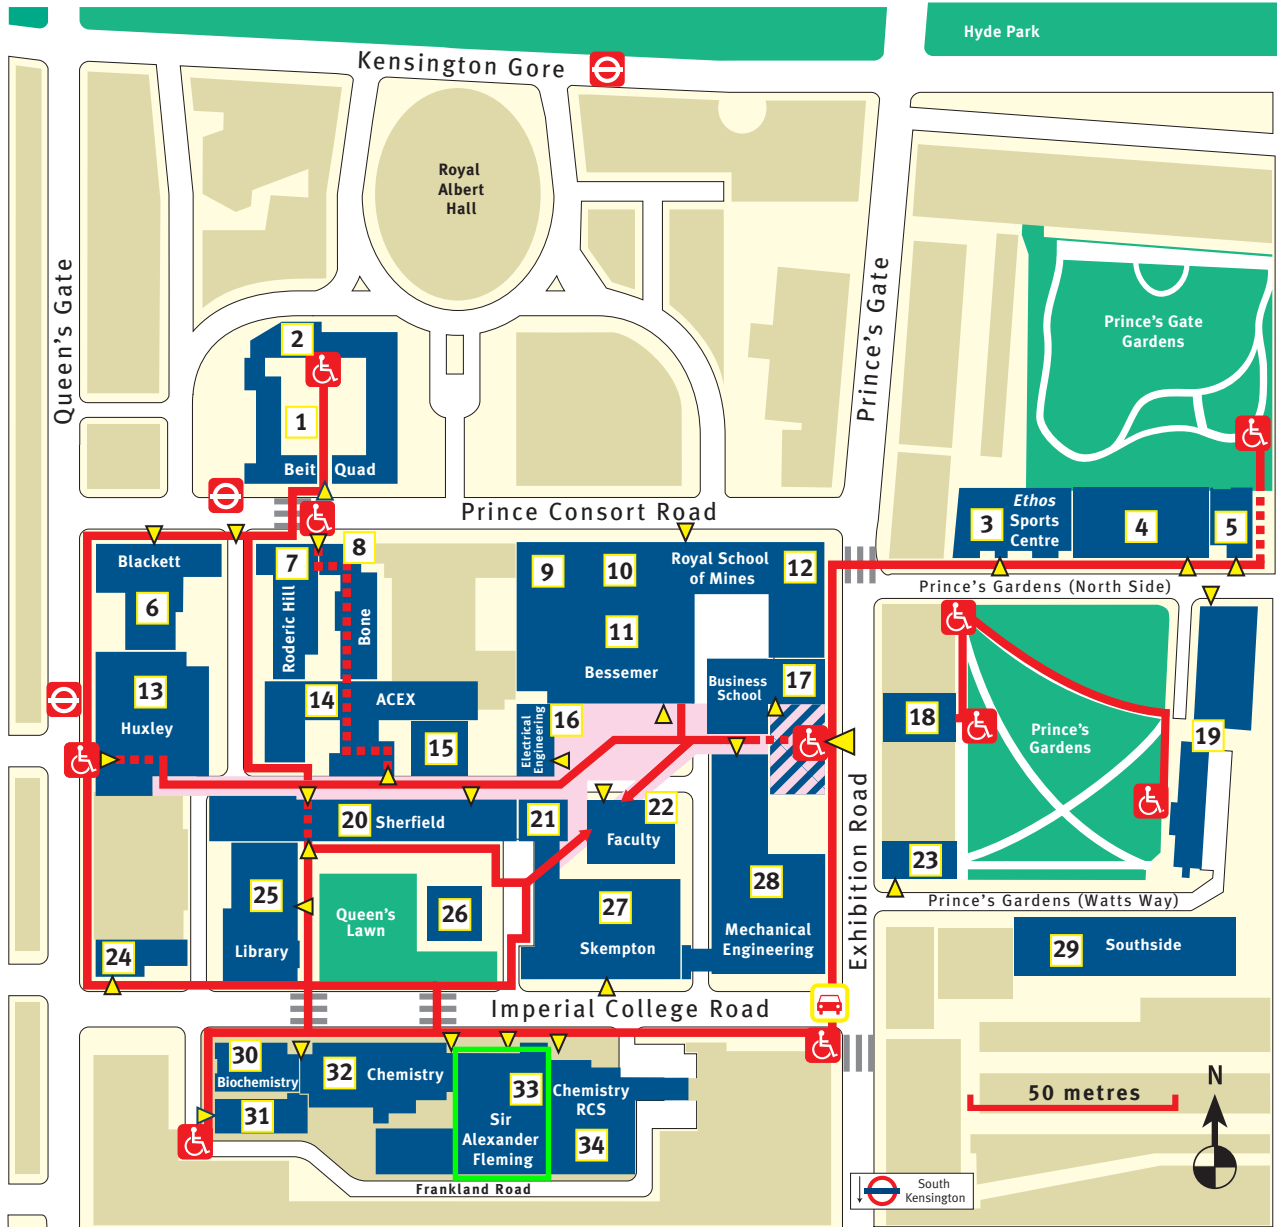 Hyde Park
Kensington Gore
Royal
Albert
Hall
Queen's Gate
Prince's Gate
Prince's Gate
Gardens
2
1
Beit Quad
Prince Consort Road
3
Ethos
Sports
Centre
4
5
Prince's Gardens (North Side)
Blackett
6
7
8
Roderic Hill
Bone
9
10
Royal School
of Mines
12
11
Bessemer
13
Huxley
14
ACEX
15
Electrical
Engineering
16
Business
School
17
18
Prince's
Gardens
19
20
Sherfield
21
22
Faculty
Exhibition Road
23
Prince's Gardens (Watts Way)
24
25
Library
Queen's
Lawn
26
27
Skempton
28
Mechanical
Engineering
29
Southside
Imperial College Road
30
Biochemistry
31
32
Chemistry
33
Sir
Alexander
Fleming
Chemistry
RCS
34
Frankland Road
50 metres
N
South
Kensington